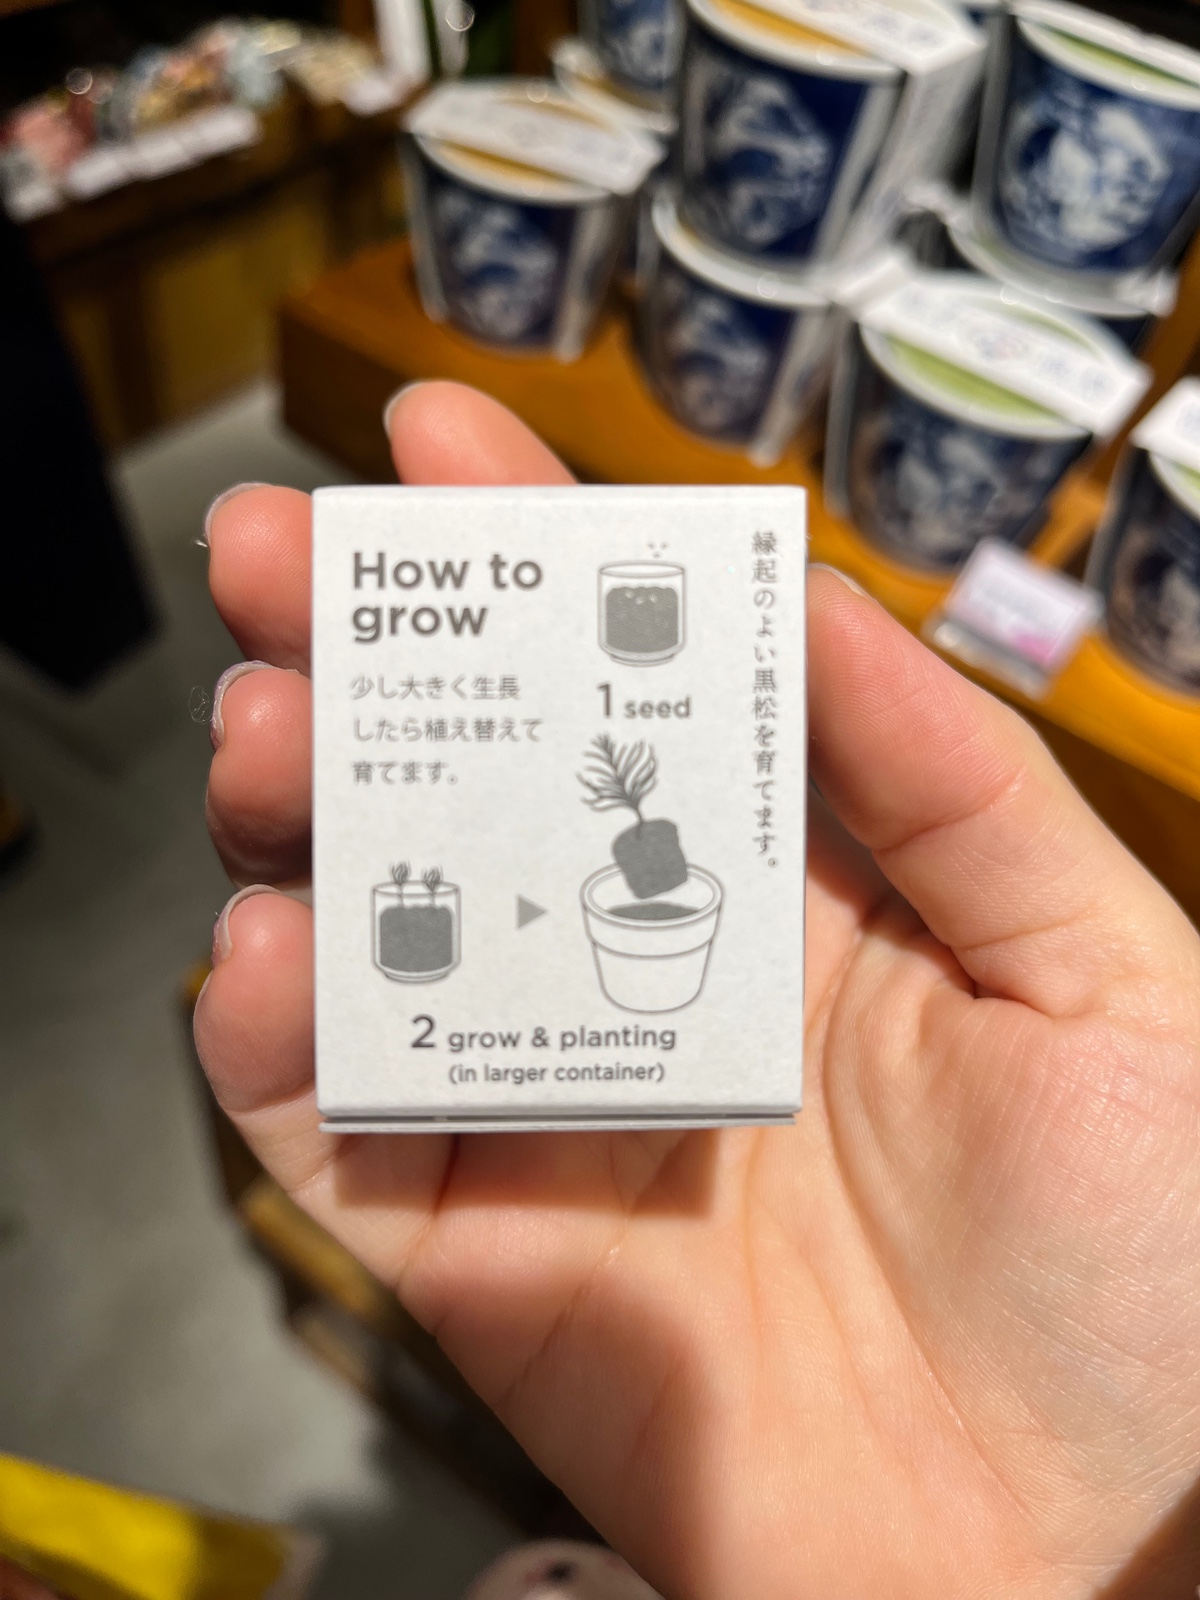 How to
grow
少し大きく生長
したら植え替えて
育てます。
1 seed
縁起のよい黒松を育てます。
2 grow & planting
(in larger container)